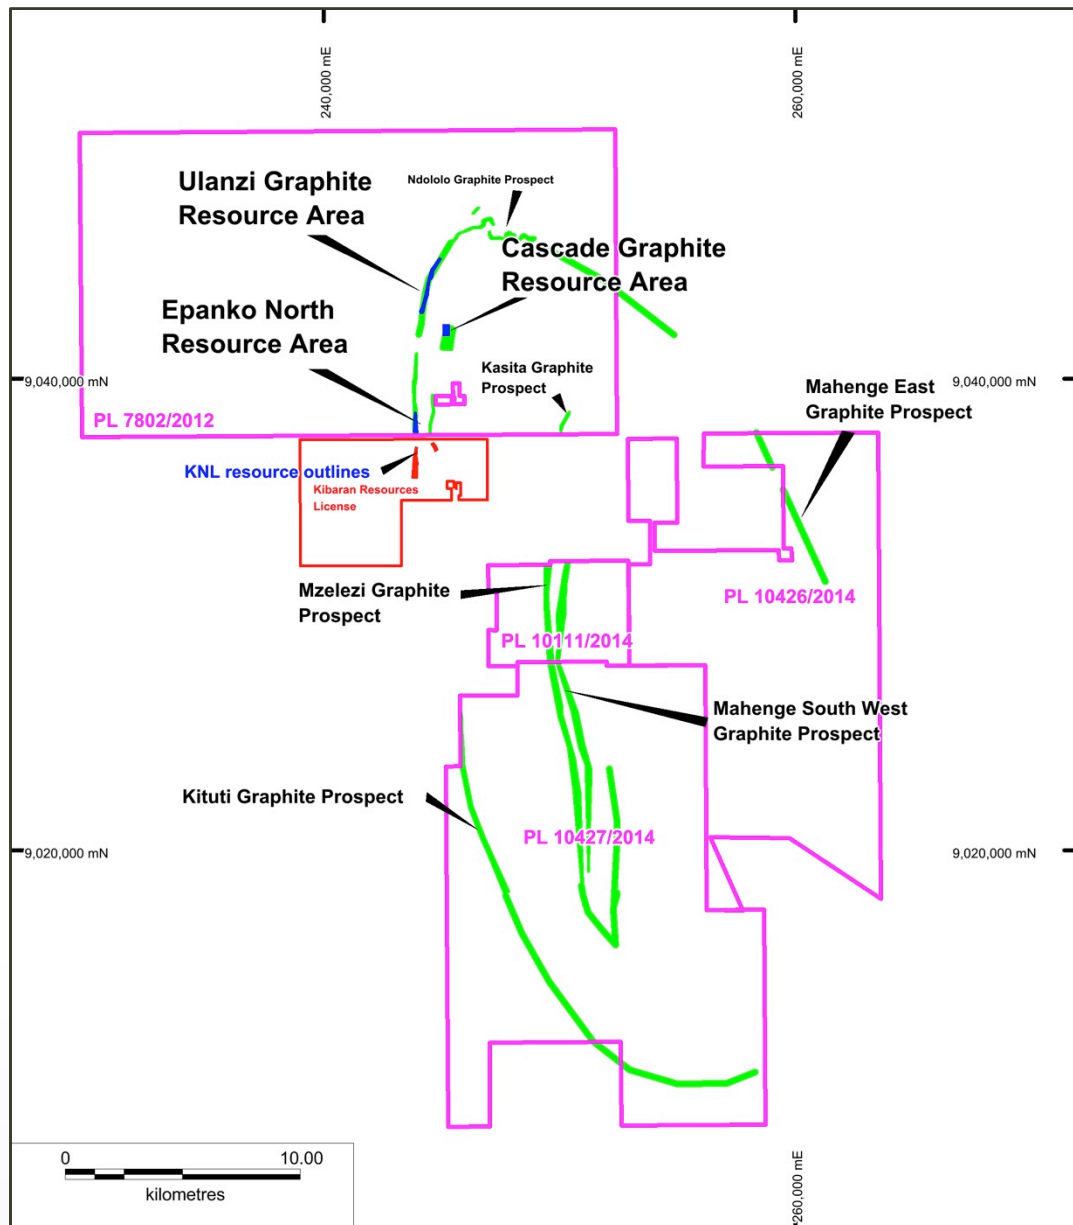 240,000 mE
260,000 mE
Ulanzi Graphite
Resource Area
Ndololo Graphite Prospect
Cascade Graphite
Resource Area
Epanko North
Resource Area
Kasita Graphite
Prospect
9,040,000 mN
9,040,000 mN
Mahenge East
Graphite Prospect
PL 7802/2012
KNL resource outlines
Kibaran Resources
License
Mzelezi Graphite
Prospect
PL 10426/2014
PL 10111/2014
Mahenge South West
Graphite Prospect
Kituti Graphite Prospect
PL 10427/2014
9,020,000 mN
9,020,000 mN
0
10.00
kilometres
260,000 mE